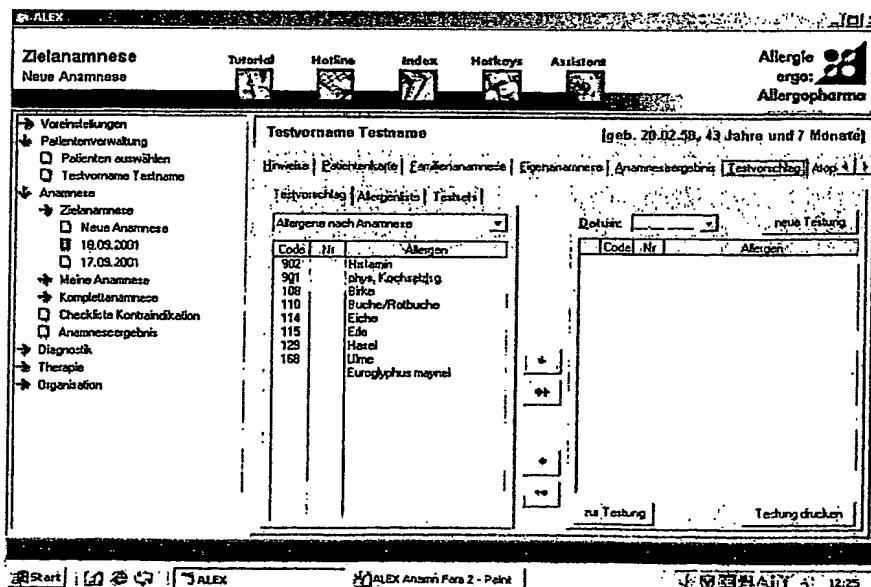 ALEX
Zielanamnese
Neue Anamnese
Tutorial Hotline Index Hotkeys Assistent
Allergie
ergo:
Allergopharma
Voreinstellungen
Patientenverwaltung
Patienten auswählen
Testvorname Testname
Anamnese
Zielanamnese
Neue Anamnese
18.09.2001
17.09.2001
Meine Anamnese
Komplettanamnese
Checkliste Kontraindikation
Anamneseergebnis
Diagnostik
Therapie
Organisation
Testvorname Testname (geb. 20.02.58, 43 Jahre und 7 Monate)
Hinweise Patientenkartei Familienanamnese Eigenanamnese Anamneseergebnis Testvorschlag Atop
Testvorschlag Allergenliste Testsets
Allergene nach Anamnese
Datum: neue Testung
Code Nr Allergen
Code Nr Allergen
902 Histamin
901 phys. Kochsalzlsg.
108 Birke
110 Buche/Rotbuche
114 Eiche
115 Erle
129 Hasel
168 Ulme
Euroglyphus maynei
zur Testung Testung drucken
Start ALEX ALEX Anamn Fara 2 - Paint 12:25